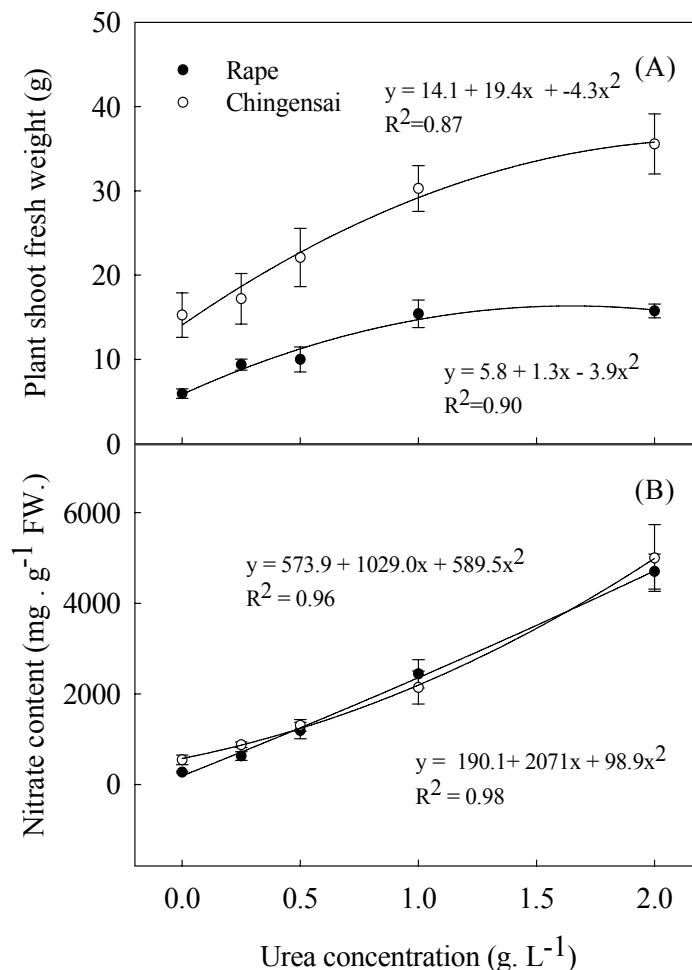 50
(A)
Rape
Chingensai
y = 14.1 + 19.4x + -4.3x²
R²=0.87
40
30
20
10
0
y = 5.8 + 1.3x - 3.9x²
R²=0.90
Plant shoot fresh weight (g)
(B)
6000
4000
2000
0
y = 573.9 + 1029.0x + 589.5x²
R² = 0.96
y = 190.1+ 2071x + 98.9x²
R² = 0.98
Nitrate content (mg . g⁻¹ FW.)
0.0 0.5 1.0 1.5 2.0
Urea concentration (g. L⁻¹)